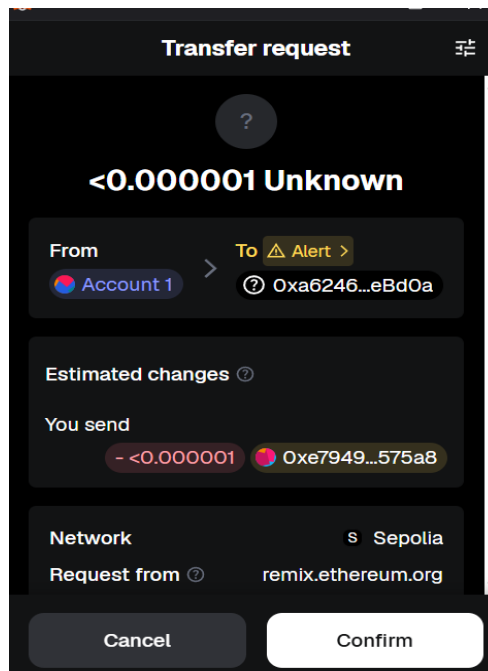 Transfer request
?
<0.000001 Unknown
From
To Alert >
Account 1
0xa6246...eBd0a
Estimated changes
You send
- <0.000001 0xe7949...575a8
Network S Sepolia
Request from remix.ethereum.org
Cancel Confirm